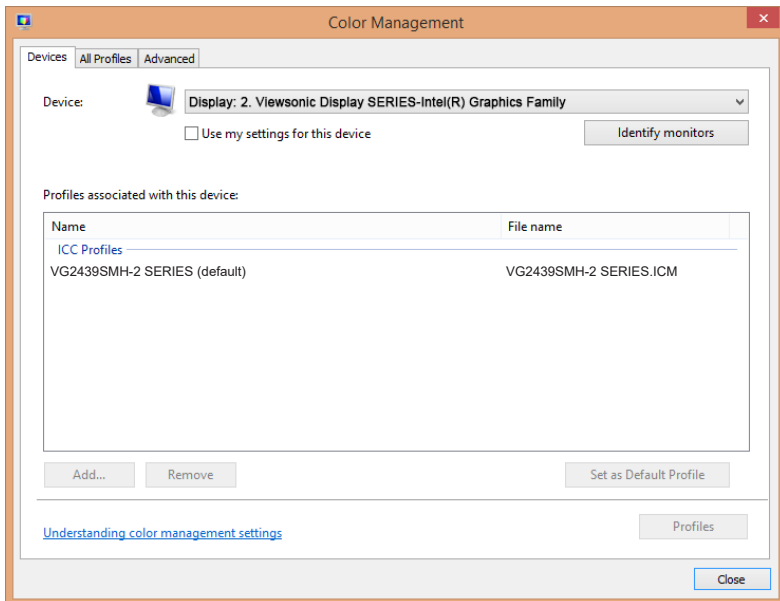 Color Management
Devices All Profiles Advanced
Device: Display: 2. Viewsonic Display SERIES-Intel(R) Graphics Family
Use my settings for this device Identify monitors
Profiles associated with this device:
Name File name
ICC Profiles
VG2439SMH-2 SERIES (default) VG2439SMH-2 SERIES.ICM
Add... Remove Set as Default Profile
Understanding color management settings Profiles
Close